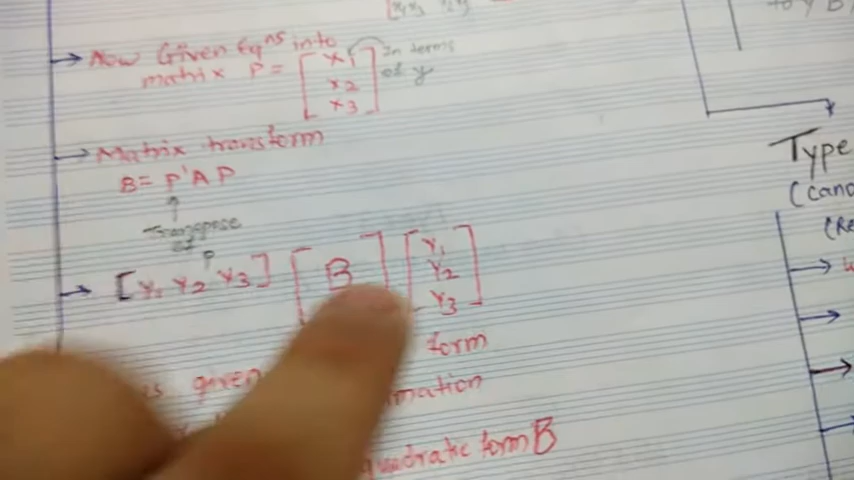 Now Given Eqns into
matrix P = [x1 x2 x3] In terms of y
Matrix transform
B = P'AP
Transpose
of
P
[Y1 Y2 Y3] [B] [Y1 Y2 Y3]
form
given
mation
quadratic form B
Type